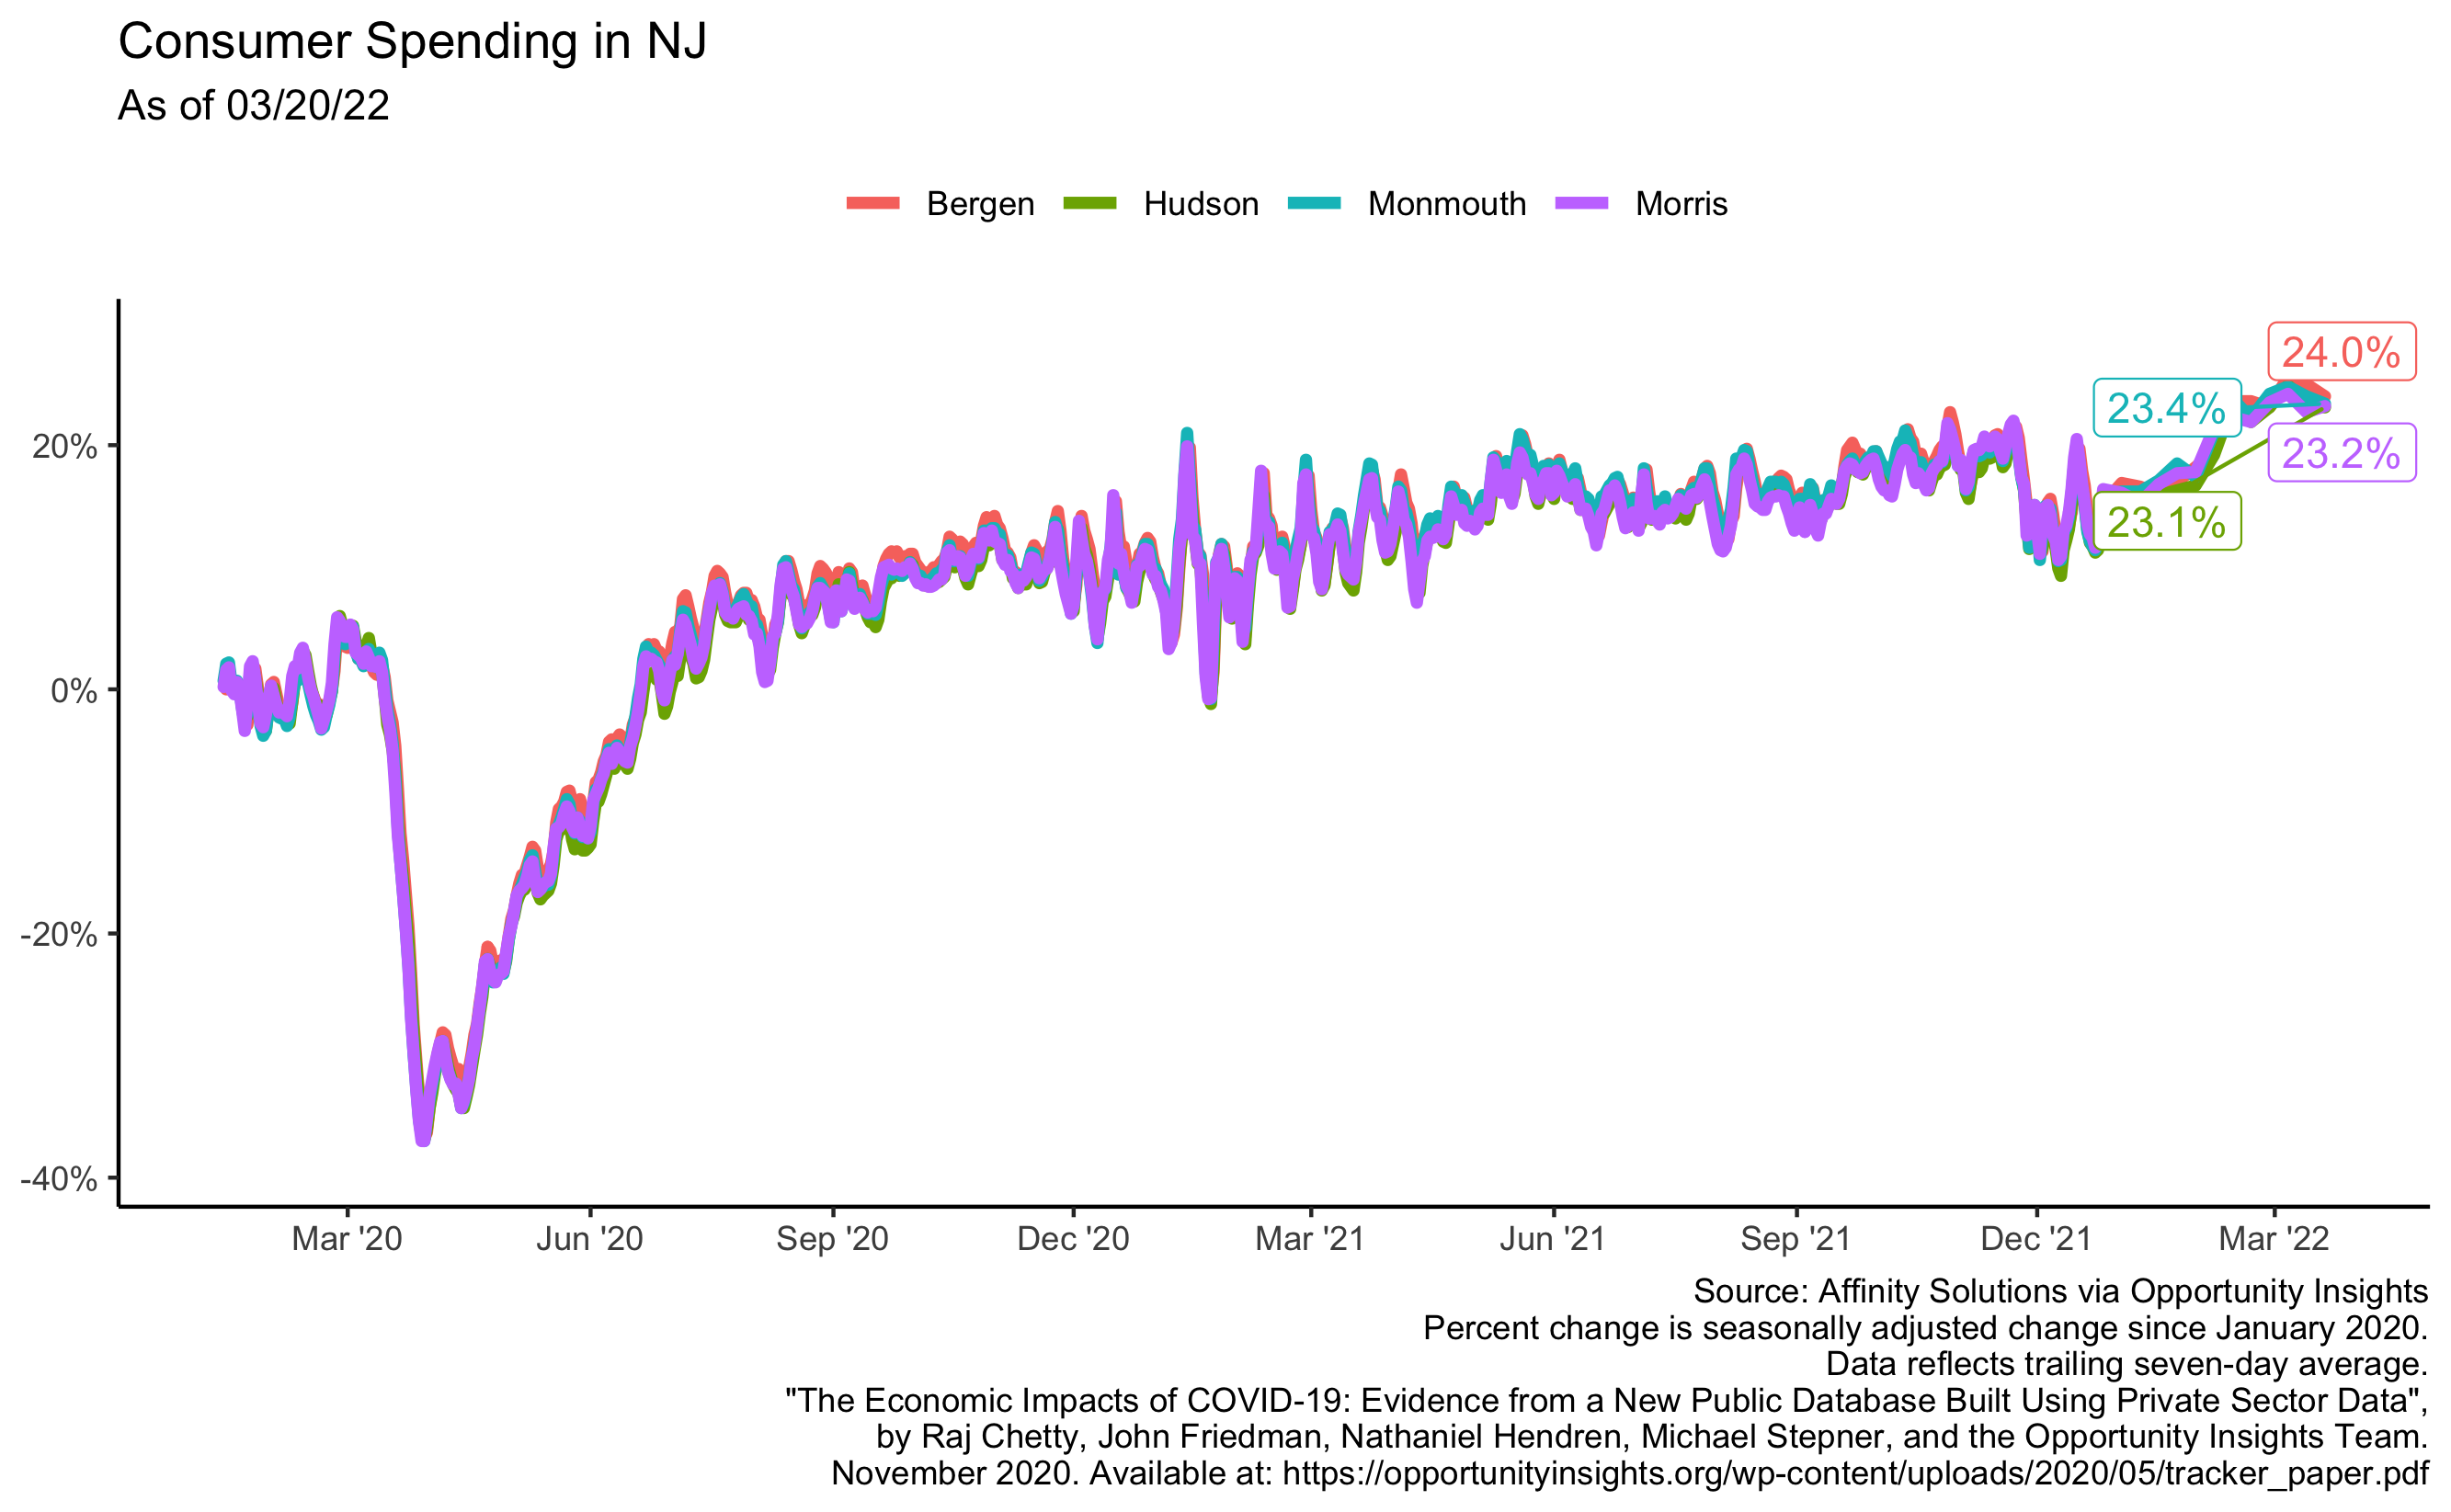 Consumer Spending in NJ
As of 03/20/22
Bergen Hudson Monmouth Morris
24.0%
23.4%
23.2%
23.1%
20%
0%
-20%
-40%
Mar '20 Jun '20 Sep '20 Dec '20 Mar '21 Jun '21 Sep '21 Dec '21 Mar '22
Source: Affinity Solutions via Opportunity Insights
Percent change is seasonally adjusted change since January 2020.
Data reflects trailing seven-day average.
"The Economic Impacts of COVID-19: Evidence from a New Public Database Built Using Private Sector Data",
by Raj Chetty, John Friedman, Nathaniel Hendren, Michael Stepner, and the Opportunity Insights Team.
November 2020. Available at: https://opportunityinsights.org/wp-content/uploads/2020/05/tracker_paper.pdf